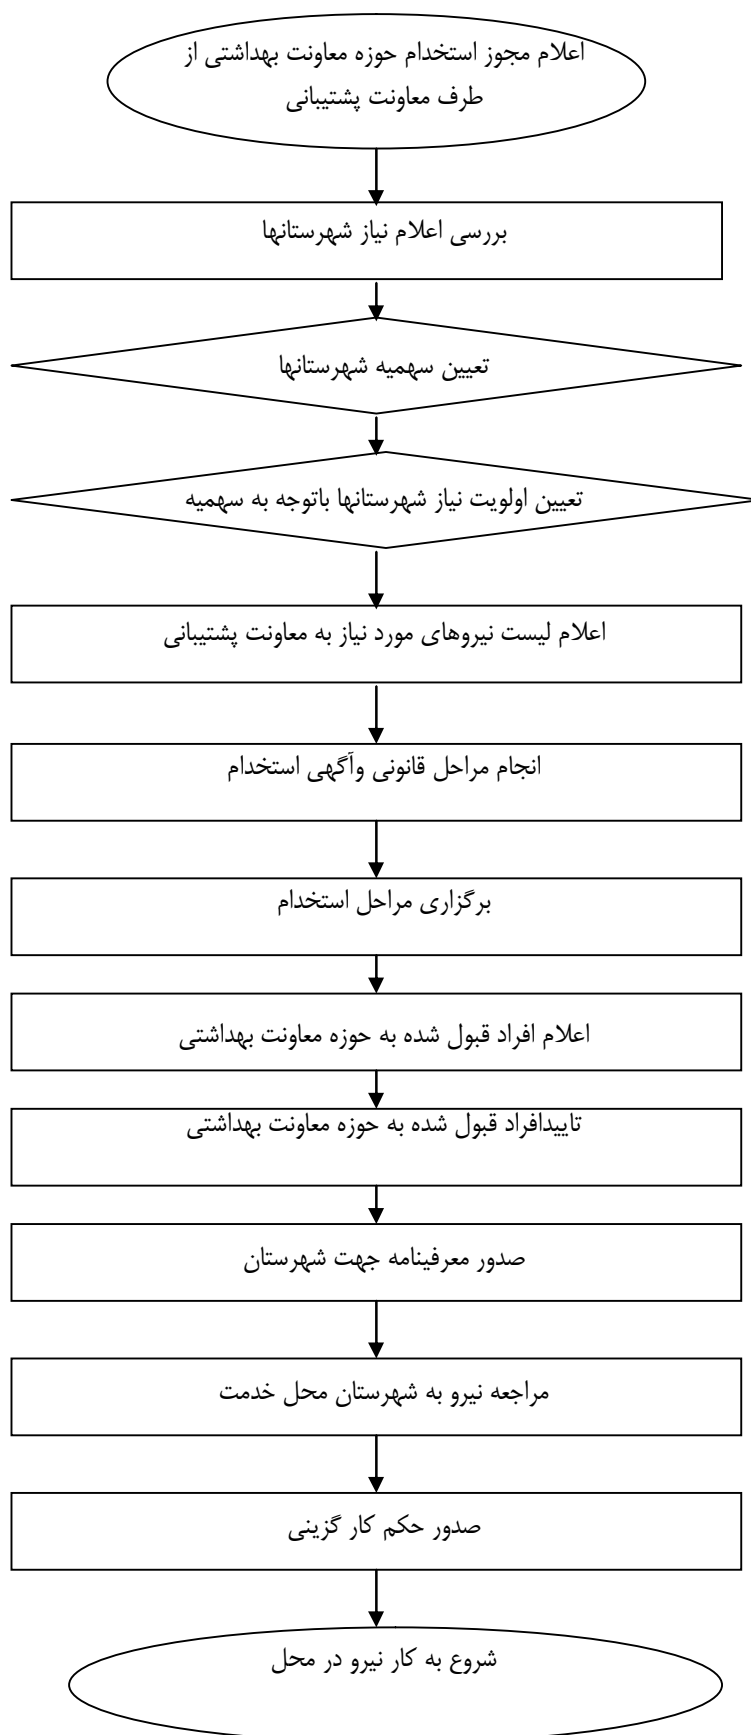 اعلام مجوز استخدام حوزه معاونت بهداشتی از
طرف معاونت پشتیبانی
بررسی اعلام نیاز شهرستانها
تعیین سهمیه شهرستانها
تعیین اولویت نیاز شهرستانها باتوجه به سهمیه
اعلام لیست نیروهای مورد نیاز به معاونت پشتیبانی
انجام مراحل قانونی وآگهی استخدام
برگزاری مراحل استخدام
اعلام افراد قبول شده به حوزه معاونت بهداشتی
تاییدافراد قبول شده به حوزه معاونت بهداشتی
صدور معرفینامه جهت شهرستان
مراجعه نیرو به شهرستان محل خدمت
صدور حکم کار گزینی
شروع به کار نیرو در محل